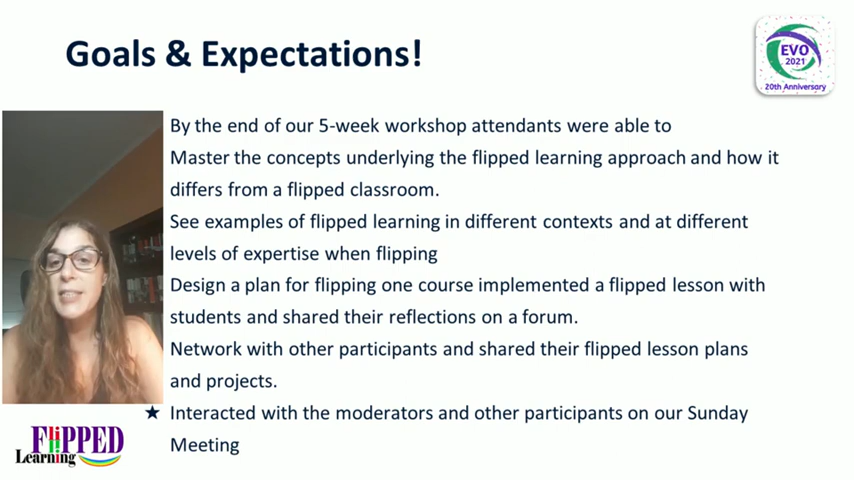 Goals & Expectations!
EVO
2021
20th Anniversary
By the end of our 5-week workshop attendants were able to
Master the concepts underlying the flipped learning approach and how it
differs from a flipped classroom.
See examples of flipped learning in different contexts and at different
levels of expertise when flipping
Design a plan for flipping one course implemented a flipped lesson with
students and shared their reflections on a forum.
Network with other participants and shared their flipped lesson plans
and projects.
★ Interacted with the moderators and other participants on our Sunday
Meeting
FliPPED
Learning